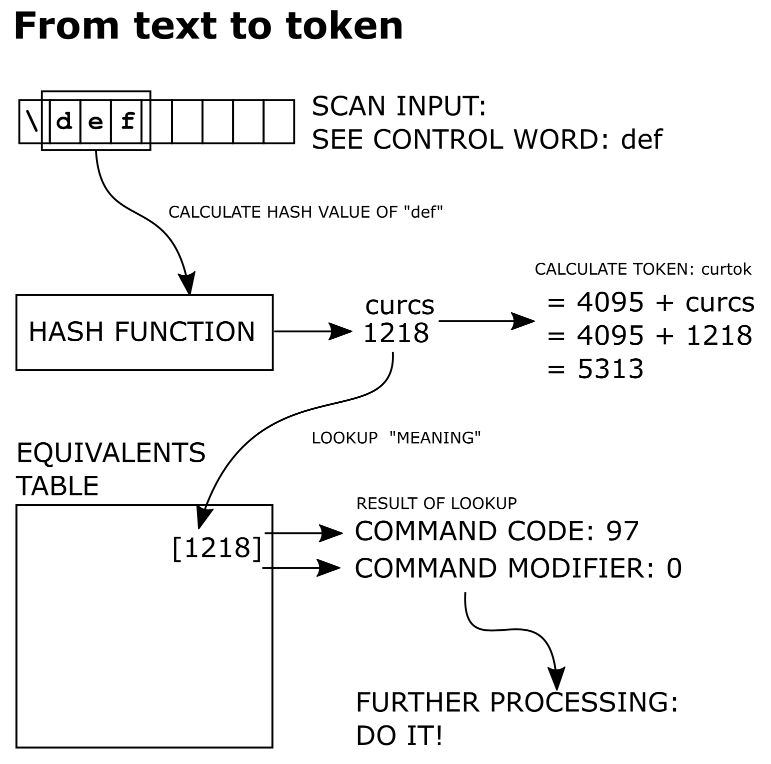 From text to token
\ def
SCAN INPUT:
SEE CONTROL WORD: def
CALCULATE HASH VALUE OF "def"
HASH FUNCTION
curcs
1218
CALCULATE TOKEN: curtok
= 4095 + curcs
= 4095 + 1218
= 5313
LOOKUP "MEANING"
EQUIVALENTS
TABLE
[1218]
RESULT OF LOOKUP
COMMAND CODE: 97
COMMAND MODIFIER: 0
FURTHER PROCESSING:
DO IT!